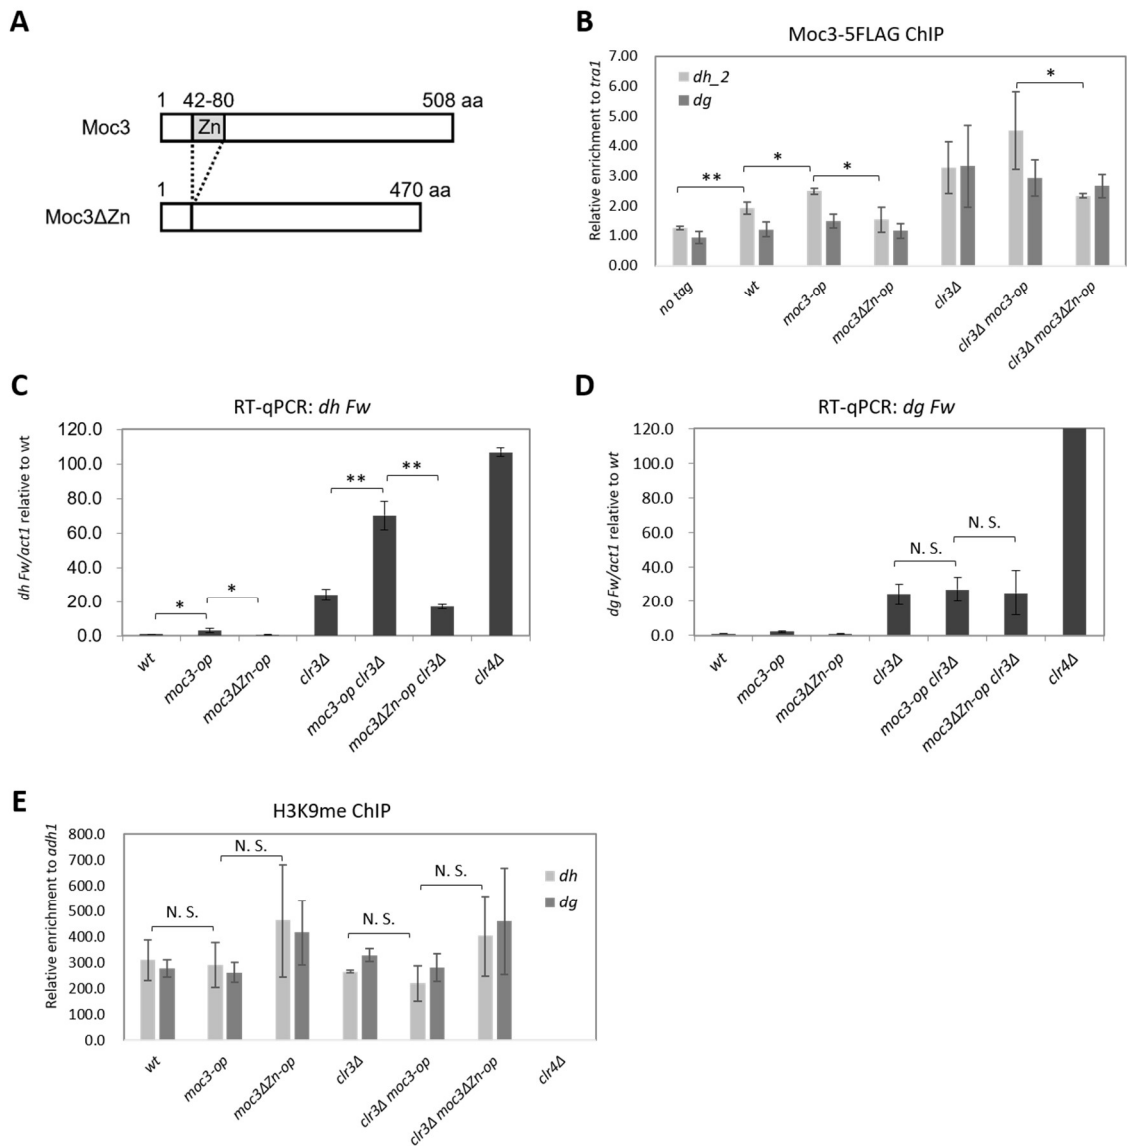 A
1 42-80 508 aa
Moc3 Zn
1 470 aa
Moc3ΔZn
B
Moc3-5FLAG ChIP
Relative enrichment to tra1
7.00
6.00
5.00
4.00
3.00
2.00
1.00
0.00
dh_2
dg
**
*
*
*
no tag
wt
moc3-op
moc3ΔZn-op
clr3Δ
clr3Δ moc3-op
clr3Δ moc3ΔZn-op
C
RT-qPCR: dh Fw
dh Fw/act1 relative to wt
120.0
100.0
80.0
60.0
40.0
20.0
0.0
*
*
**
**
wt
moc3-op
moc3ΔZn-op
clr3Δ
moc3-op clr3Δ
moc3ΔZn-op clr3Δ
clr4Δ
D
RT-qPCR: dg Fw
dg Fw/act1 relative to wt
120.0
100.0
80.0
60.0
40.0
20.0
0.0
N. S.
N. S.
wt
moc3-op
moc3ΔZn-op
clr3Δ
moc3-op clr3Δ
moc3ΔZn-op clr3Δ
clr4Δ
E
H3K9me ChIP
Relative enrichment to adh1
800.0
700.0
600.0
500.0
400.0
300.0
200.0
100.0
0.0
N. S.
N. S.
N. S.
N. S.
dh
dg
wt
moc3-op
moc3ΔZn-op
clr3Δ
clr3Δ moc3-op
clr3Δ moc3ΔZn-op
clr4Δ